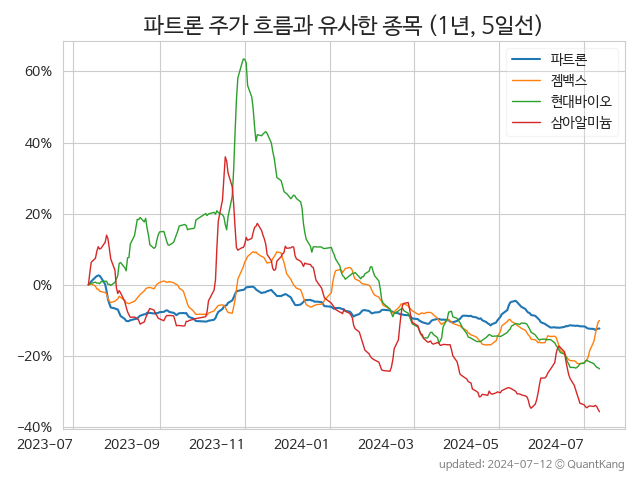 파트론 주가 흐름과 유사한 종목 (1년, 5일선)
파트론
젬백스
현대바이오
삼아알미늄
60%
40%
20%
0%
−20%
−40%
2023-07
2023-09
2023-11
2024-01
2024-03
2024-05
2024-07
updated: 2024-07-12 © QuantKang